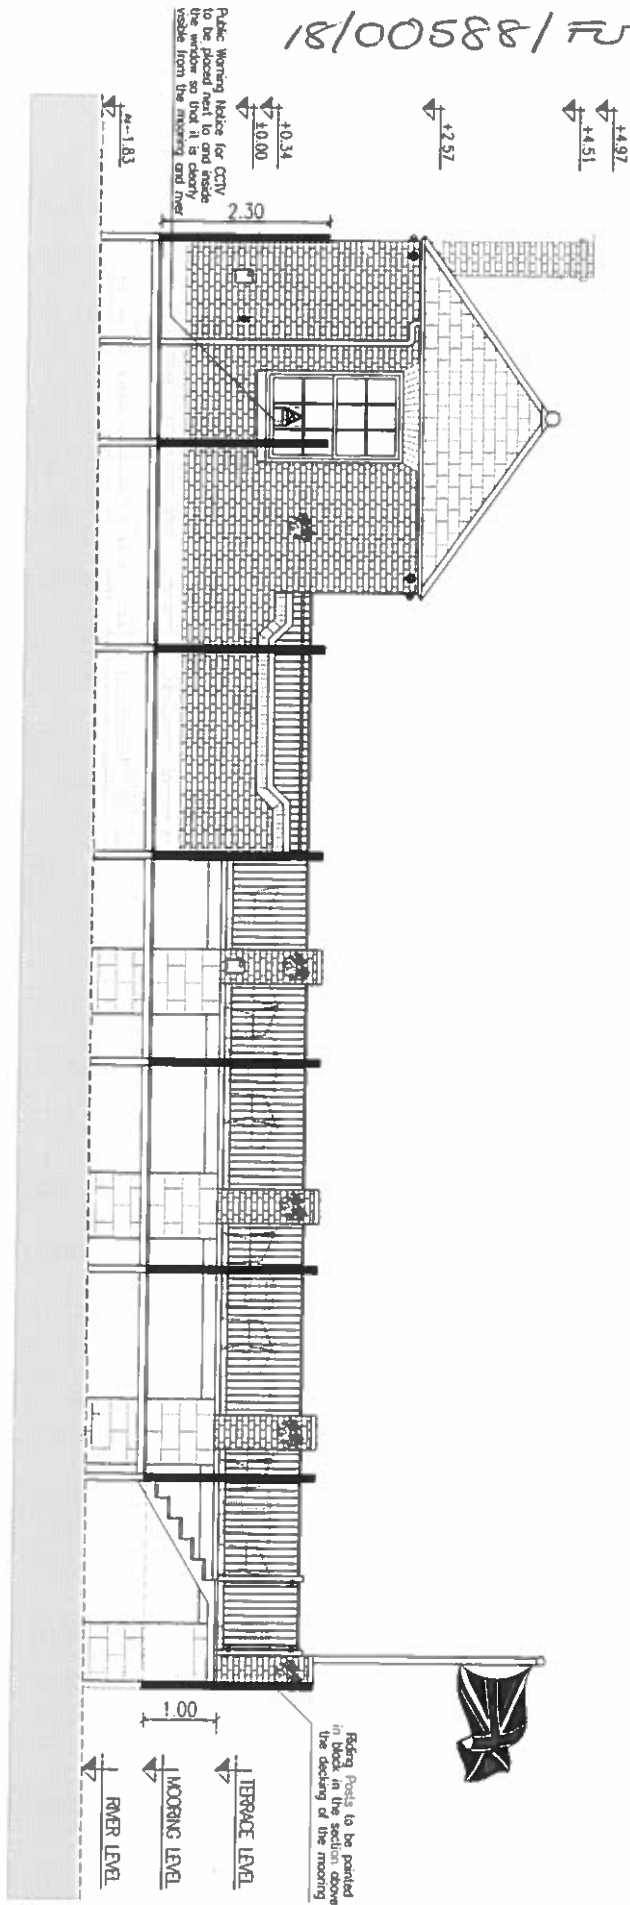 18/00588/FU
+4.97
+4.51
+2.57
+0.34
±0.00
-1.83
Public Warning Notice for CCTV
to be placed next to and inside
the window so that it is clearly
visible from the mooring and river
2.30
1.00
Riding Posts to be painted
in black in the section above
the decking of the mooring
TERRACE LEVEL
MOORING LEVEL
RIVER LEVEL